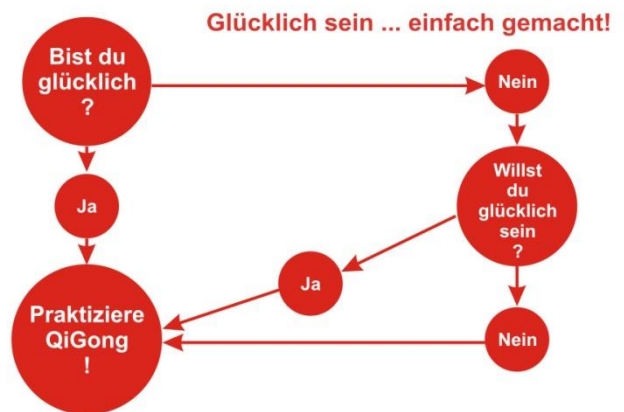 Glücklich sein ... einfach gemacht!
Bist du
glücklich
?
Nein
Ja
Willst
du
glücklich
sein
?
Ja
Nein
Praktiziere
QiGong
!